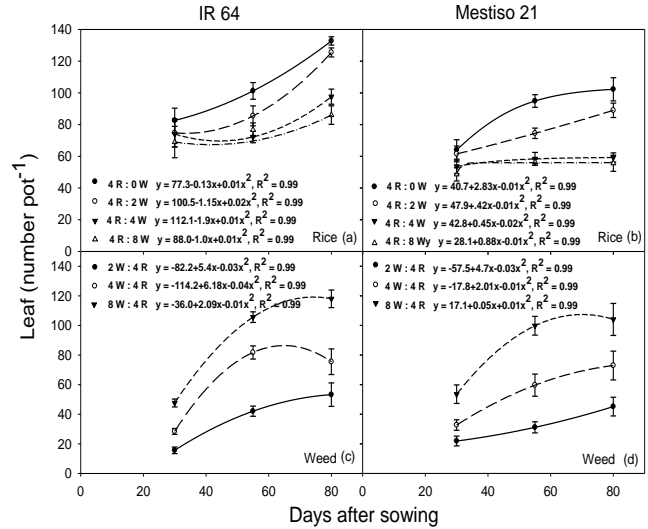 IR 64
Mestiso 21
140
120
100
80
60
40
20
0
4 R : 0 W y = 77.3-0.13x+0.01x², R² = 0.99
4 R : 2 W y = 100.5-1.15x+0.02x², R² = 0.99
4 R : 4 W y = 112.1-1.9x+0.01x², R² = 0.99
4 R : 8 W y = 88.0-1.0x+0.01x², R² = 0.99
Rice (a)
4 R : 0 W y = 40.7+2.83x-0.01x², R² = 0.99
4 R : 2 W y = 47.9+.42x-0.01x², R² = 0.99
4 R : 4W y = 42.8+0.45x-0.02x², R² = 0.99
4 R : 8 Wy = 28.1+0.88x-0.01x², R² = 0.99
Rice (b)
Leaf (number pot⁻¹)
120
100
80
60
40
20
0
2 W : 4 R y = -82.2+5.4x-0.03x², R² = 0.99
4 W : 4 R y = -114.2+6.18x-0.04x², R² = 0.99
8 W : 4 R y = -36.0+2.09x-0.01x², R² = 0.99
Weed (c)
2 W : 4 R y = -57.5+4.7x-0.03x², R² = 0.99
4 W : 4 R y = -17.8+2.01x-0.01x², R² = 0.99
8 W : 4 R y = 17.1+0.05x+0.01x², R² = 0.99
Weed (d)
0 20 40 60 80
20 40 60 80 100
Days after sowing